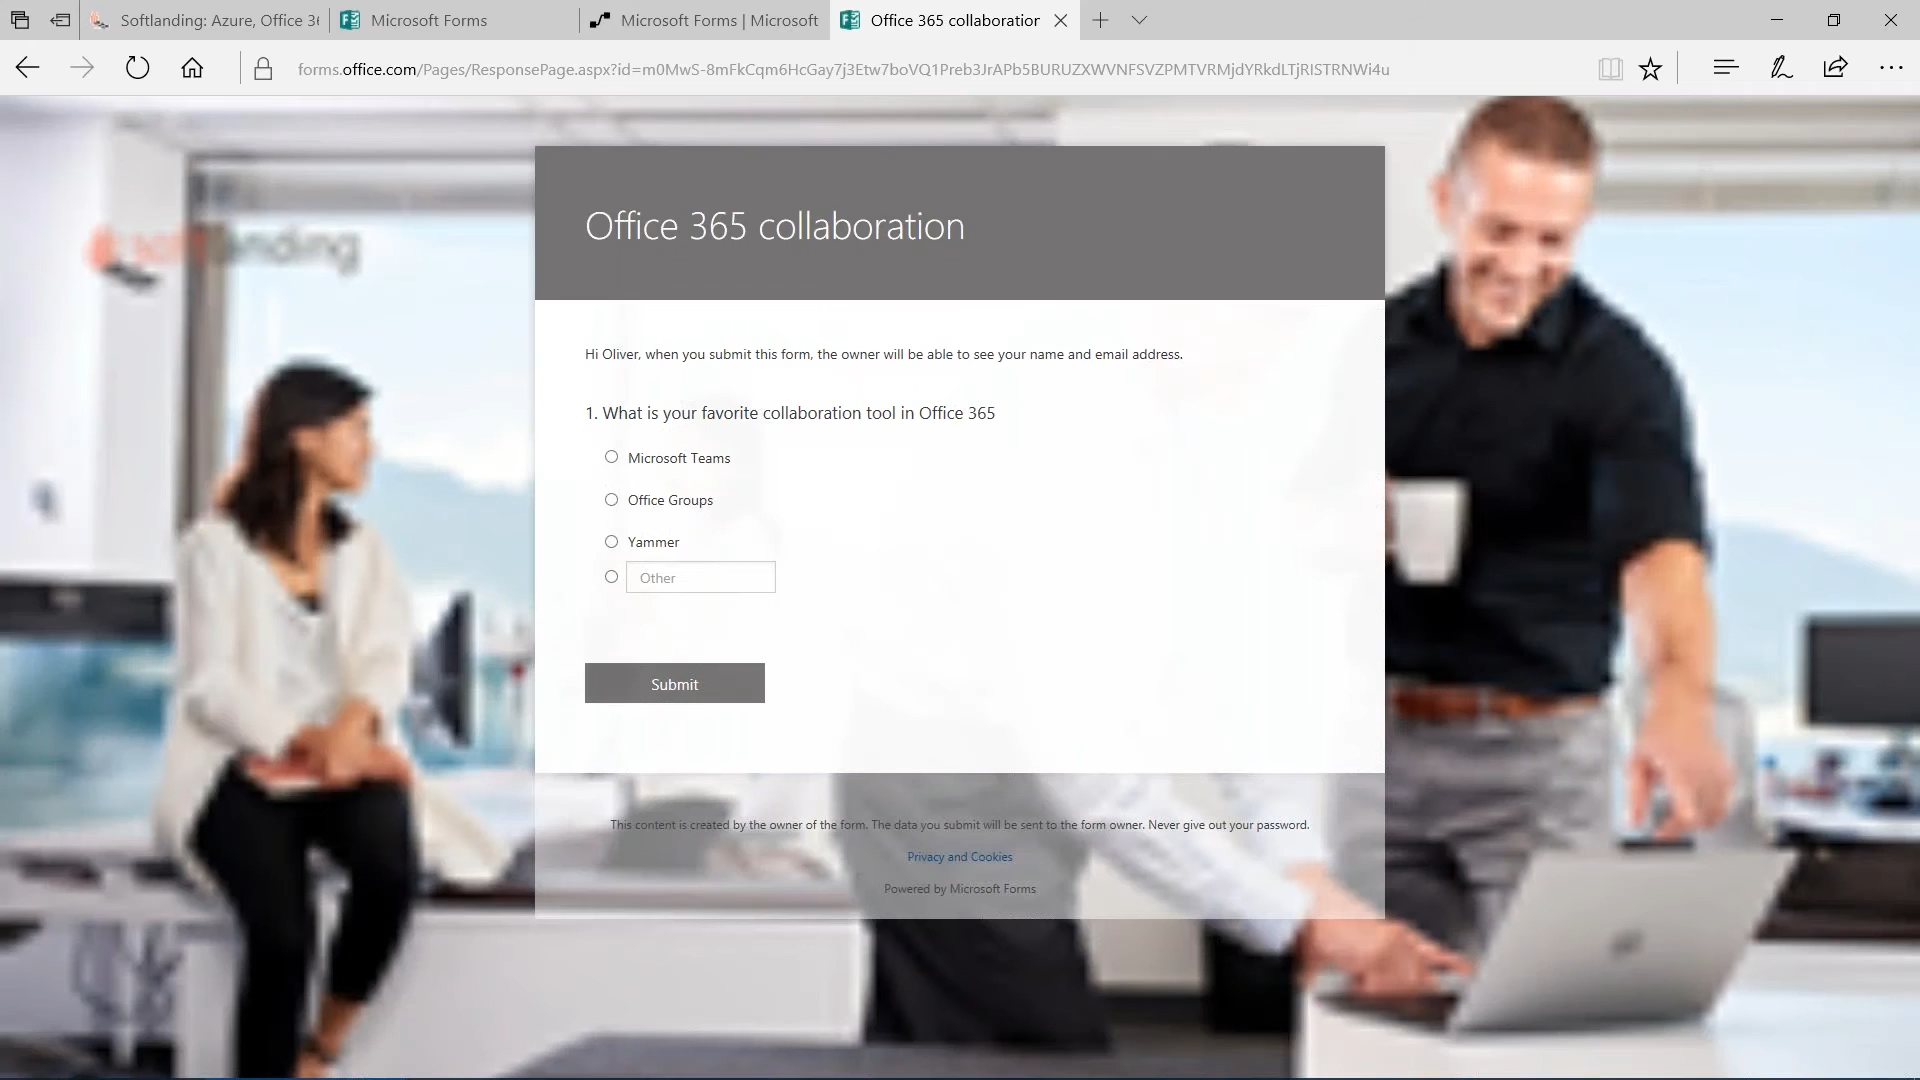 Softlanding: Azure, Office 36
Microsoft Forms
Microsoft Forms | Microsoft
Office 365 collaboration
forms.office.com/Pages/ResponsePage.aspx?id=m0MwS-8mFkCqm6HcGay7j3Etw7boVQ1Preb3JrAPb5BURUZXWVNFSVZPMTVRMjdYRkdLTjRISTRNWi4u
softlanding
Office 365 collaboration
Hi Oliver, when you submit this form, the owner will be able to see your name and email address.
1. What is your favorite collaboration tool in Office 365
Microsoft Teams
Office Groups
Yammer
Other
Submit
This content is created by the owner of the form. The data you submit will be sent to the form owner. Never give out your password.
Privacy and Cookies
Powered by Microsoft Forms